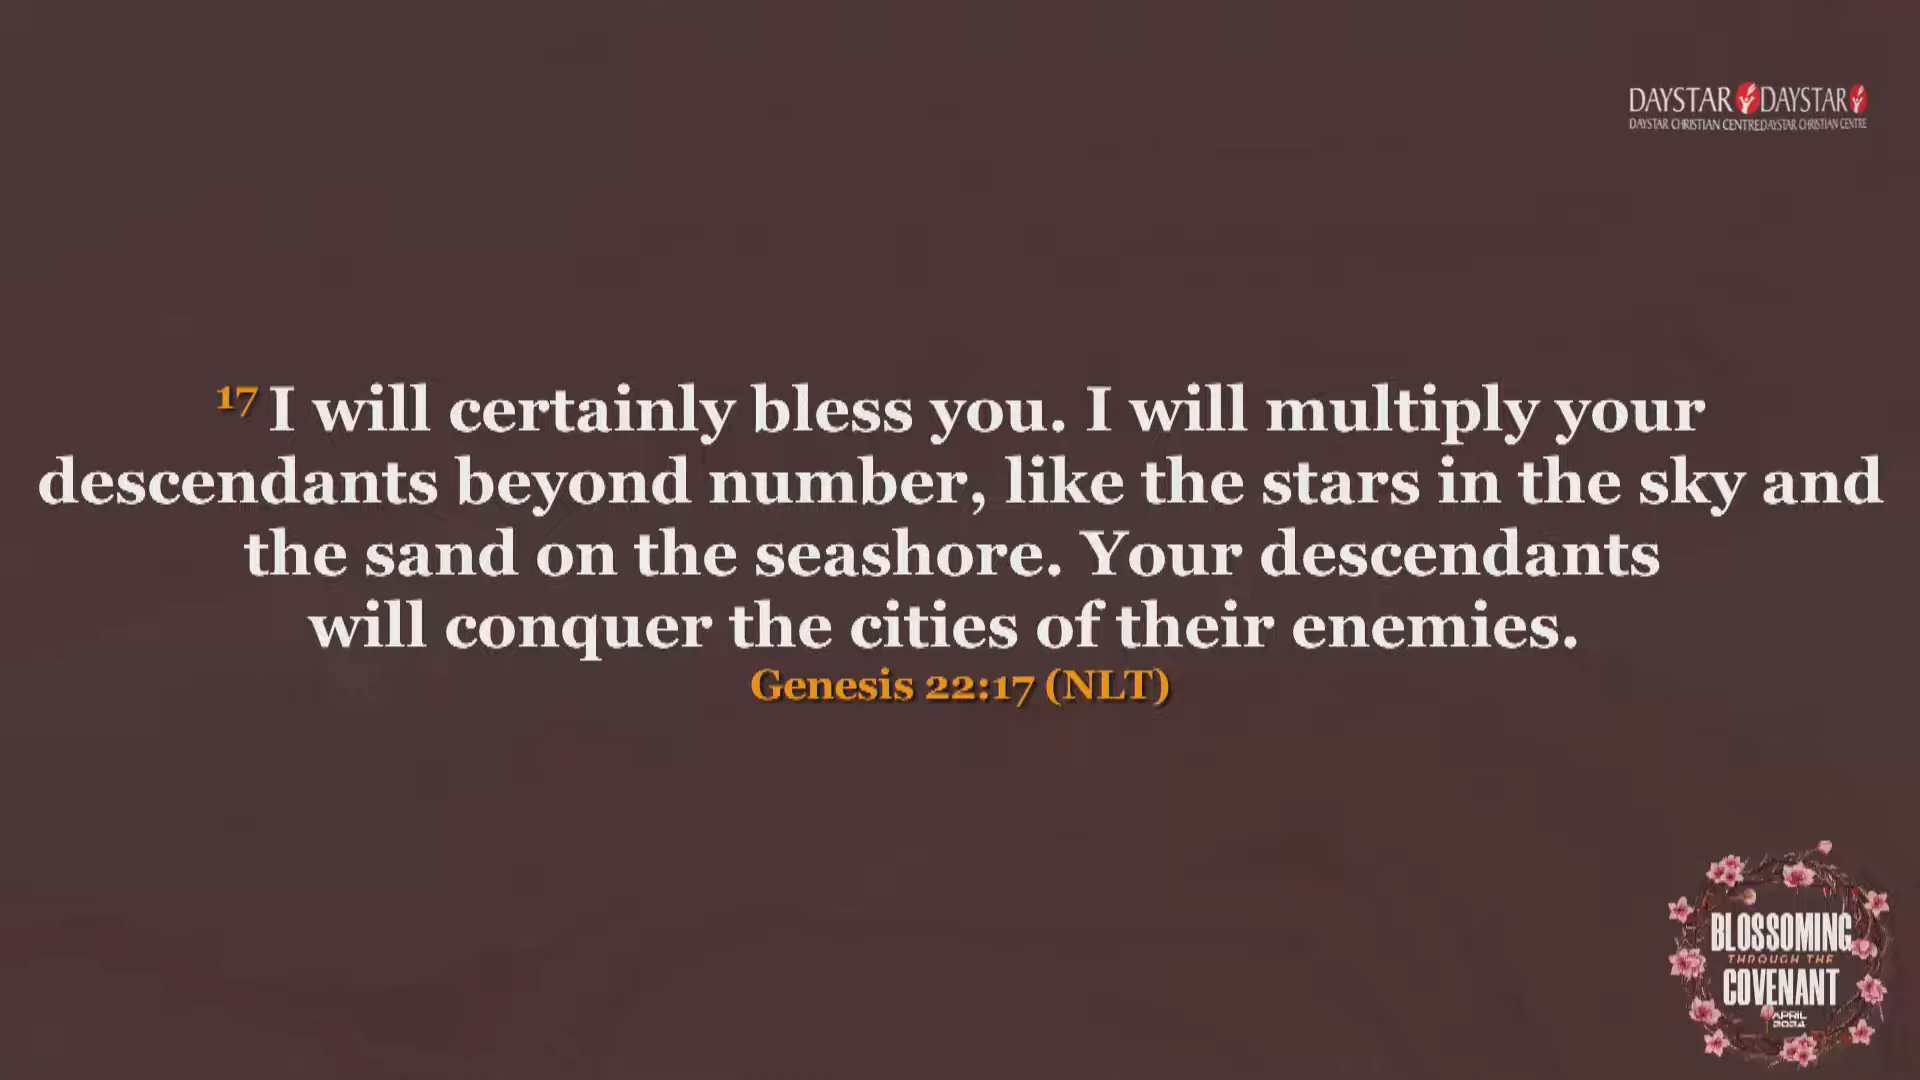 DAYSTAR DAYSTAR
DAYSTAR CHRISTIAN CENTREDAYSTAR CHRISTIAN CENTRE
17 I will certainly bless you. I will multiply your
descendants beyond number, like the stars in the sky and
the sand on the seashore. Your descendants
will conquer the cities of their enemies.
Genesis 22:17 (NLT)
BLOSSOMING
THROUGH THE
COVENANT
APRIL
2024